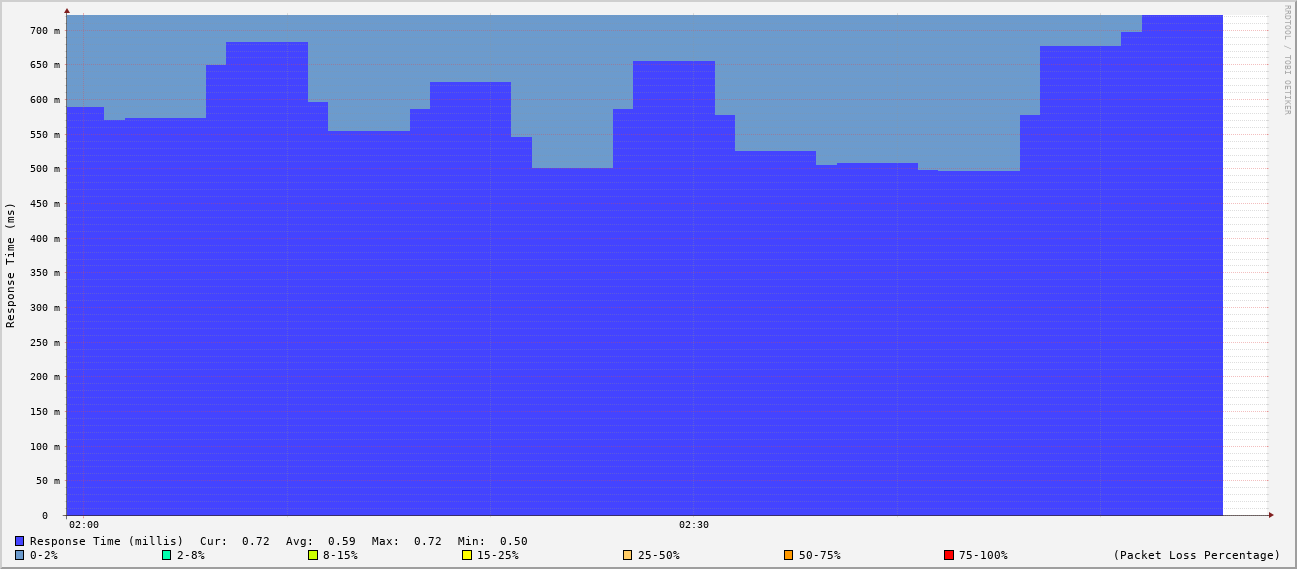 RRDTOOL / TOBI OETIKER
Response Time (ms)
700 m
650 m
600 m
550 m
500 m
450 m
400 m
350 m
300 m
250 m
200 m
150 m
100 m
50 m
0
02:00 02:30
Response Time (millis) Cur: 0.72 Avg: 0.59 Max: 0.72 Min: 0.50
0-2% 2-8% 8-15% 15-25% 25-50% 50-75% 75-100% (Packet Loss Percentage)